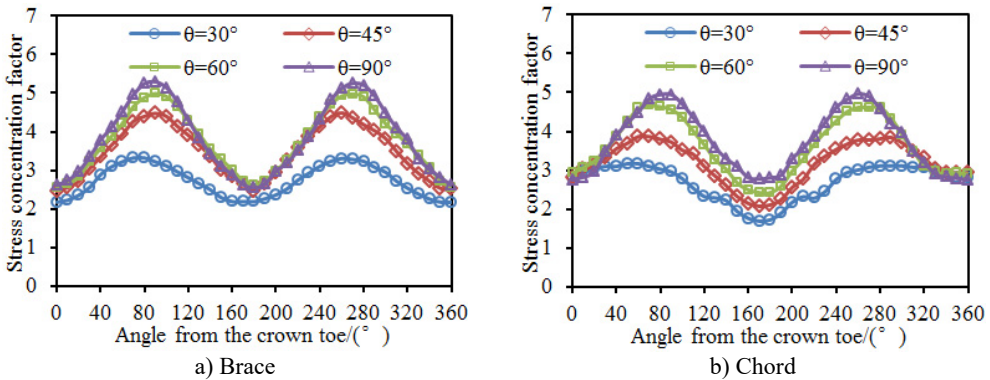 Stress concentration factor
7
6
5
4
3
2
1
0
θ=30° θ=45°
θ=60° θ=90°
0 40 80 120 160 200 240 280 320 360
Angle from the crown toe/(°)
a) Brace
Stress concentration factor
7
6
5
4
3
2
1
0
θ=30° θ=45°
θ=60° θ=90°
0 40 80 120 160 200 240 280 320 360
Angle from the crown toe/(°)
b) Chord